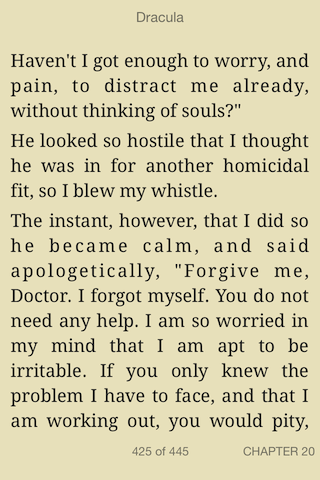 Dracula
Haven't I got enough to worry, and
pain, to distract me already,
without thinking of souls?"
He looked so hostile that I thought
he was in for another homicidal
fit, so I blew my whistle.
The instant, however, that I did so
he became calm, and said
apologetically, "Forgive me,
Doctor. I forgot myself. You do not
need any help. I am so worried in
my mind that I am apt to be
irritable. If you only knew the
problem I have to face, and that I
am working out, you would pity,
425 of 445 CHAPTER 20